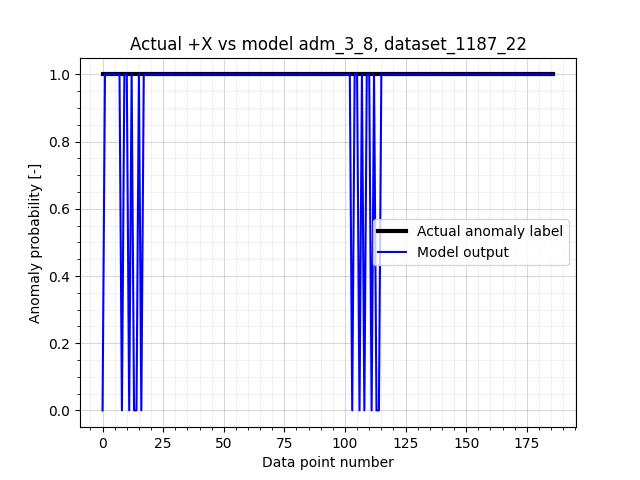 Actual +X vs model adm_3_8, dataset_1187_22
Anomaly probability [-]
1.0
0.8
0.6
0.4
0.2
0.0
Actual anomaly label
Model output
0 25 50 75 100 125 150 175
Data point number